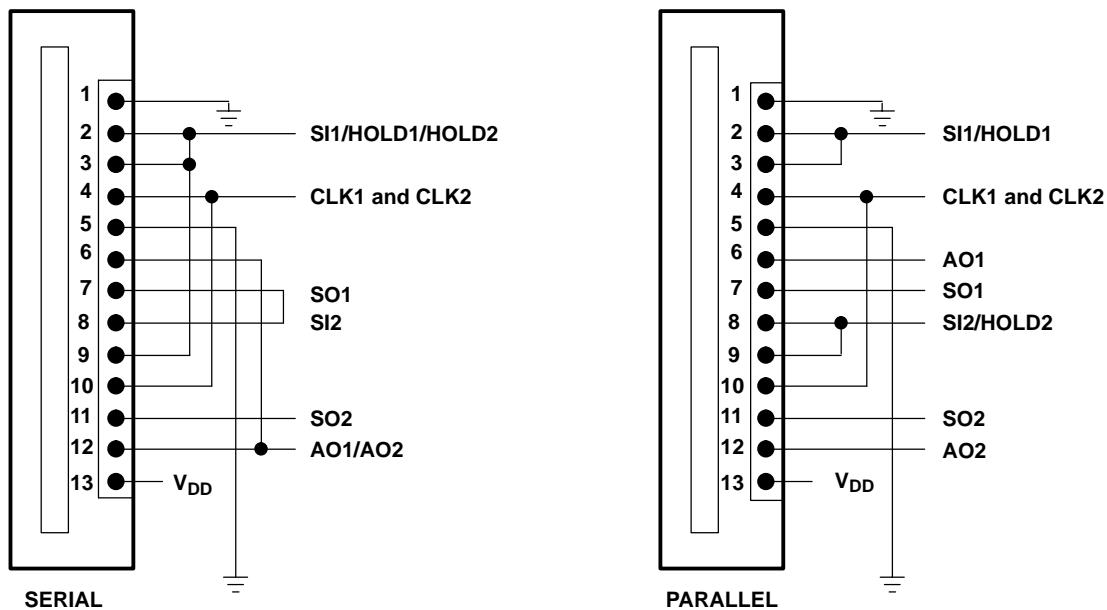 1
2 SI1/HOLD1/HOLD2
3
4 CLK1 and CLK2
5
6
7 SO1
8 SI2
9
10
11 SO2
12 AO1/AO2
13 VDD
SERIAL
1
2 SI1/HOLD1
3
4 CLK1 and CLK2
5
6 AO1
7 SO1
8 SI2/HOLD2
9
10
11 SO2
12 AO2
13 VDD
PARALLEL